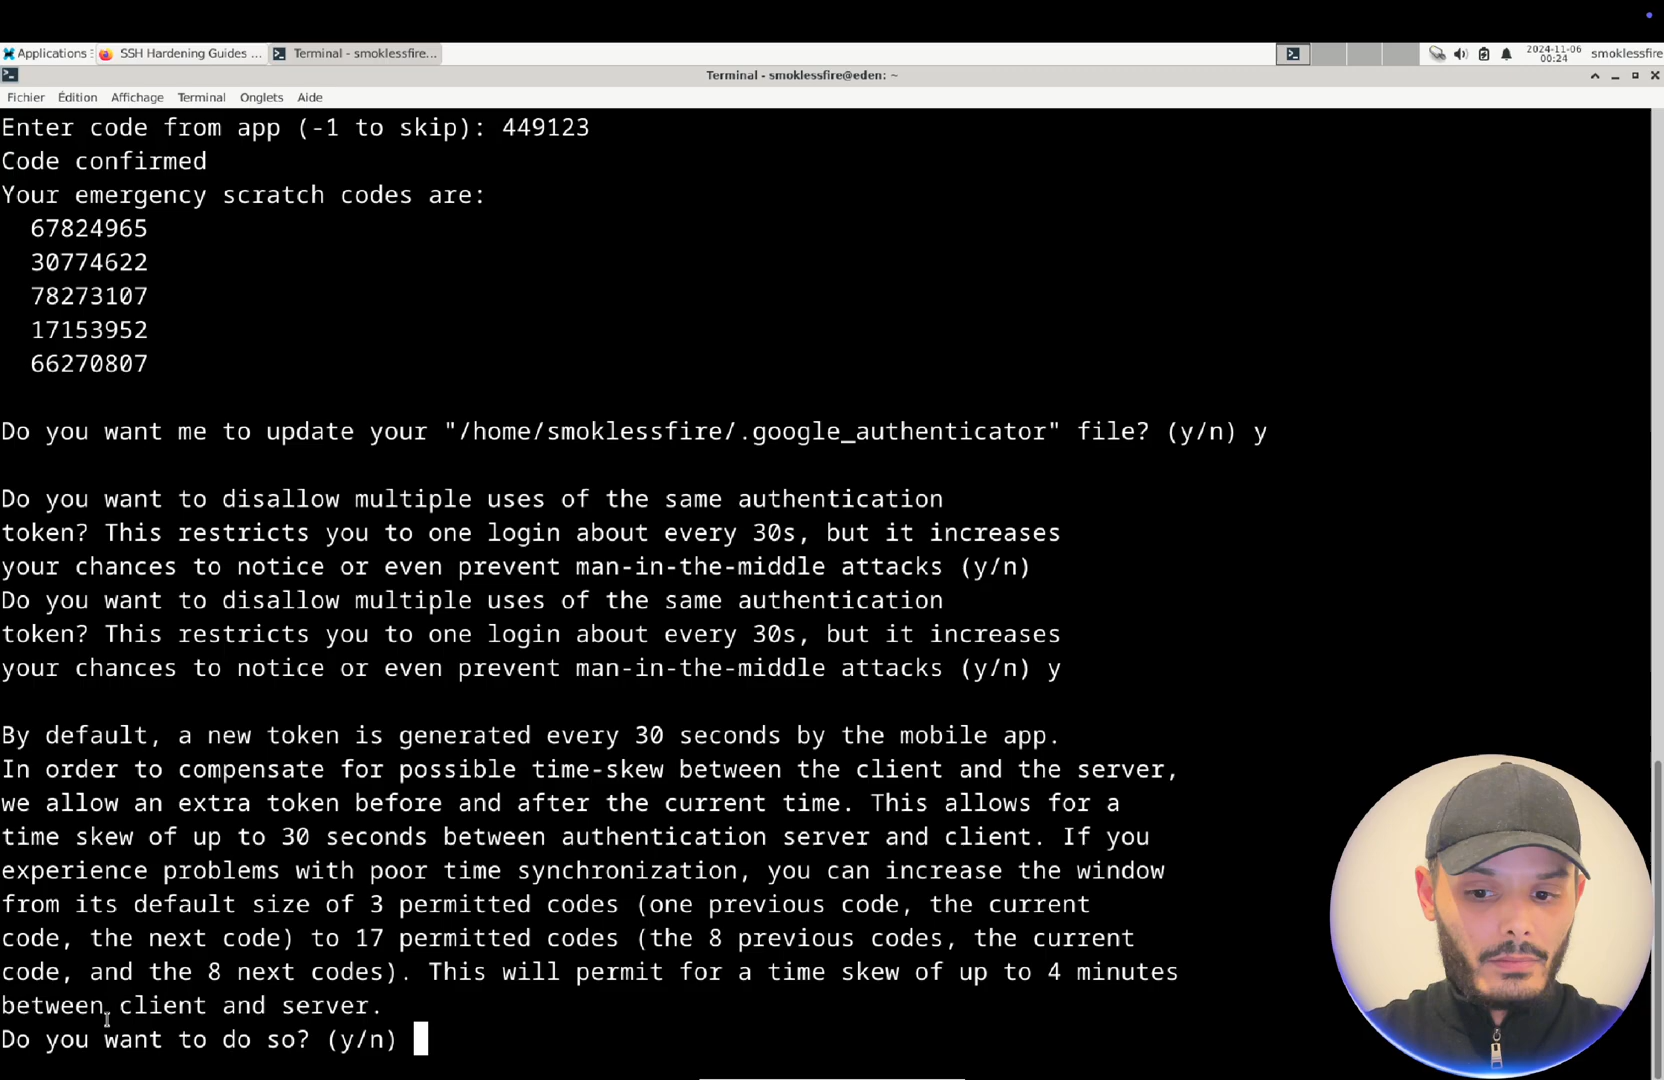 Applications
SSH Hardening Guides ...
Terminal - smoklessfire...
2024-11-06
00:24
smoklessfire
Terminal - smoklessfire@eden: ~
Fichier Édition Affichage Terminal Onglets Aide
Enter code from app (-1 to skip): 449123
Code confirmed
Your emergency scratch codes are:
67824965
30774622
78273107
17153952
66270807
Do you want me to update your "/home/smoklessfire/.google_authenticator" file? (y/n) y
Do you want to disallow multiple uses of the same authentication
token? This restricts you to one login about every 30s, but it increases
your chances to notice or even prevent man-in-the-middle attacks (y/n)
Do you want to disallow multiple uses of the same authentication
token? This restricts you to one login about every 30s, but it increases
your chances to notice or even prevent man-in-the-middle attacks (y/n) y
By default, a new token is generated every 30 seconds by the mobile app.
In order to compensate for possible time-skew between the client and the server,
we allow an extra token before and after the current time. This allows for a
time skew of up to 30 seconds between authentication server and client. If you
experience problems with poor time synchronization, you can increase the window
from its default size of 3 permitted codes (one previous code, the current
code, the next code) to 17 permitted codes (the 8 previous codes, the current
code, and the 8 next codes). This will permit for a time skew of up to 4 minutes
between client and server.
Do you want to do so? (y/n)